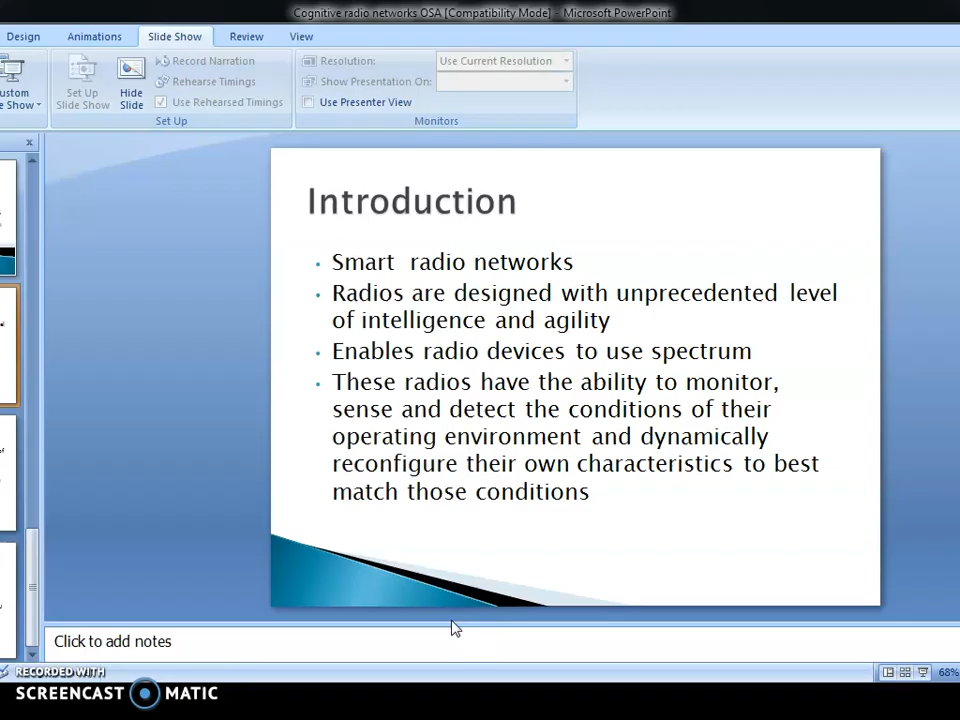 Cognitive radio networks OSA [Compatibility Mode] - Microsoft PowerPoint
Design Animations Slide Show Review View
Record Narration
Rehearse Timings
Use Rehearsed Timings
Set Up
Slide Show
Hide
Slide
Set Up
Resolution: Use Current Resolution
Show Presentation On:
Use Presenter View
Monitors
Introduction
Smart radio networks
Radios are designed with unprecedented level
of intelligence and agility
Enables radio devices to use spectrum
These radios have the ability to monitor,
sense and detect the conditions of their
operating environment and dynamically
reconfigure their own characteristics to best
match those conditions
Click to add notes
68%
RECORDED WITH
SCREENCAST MATIC